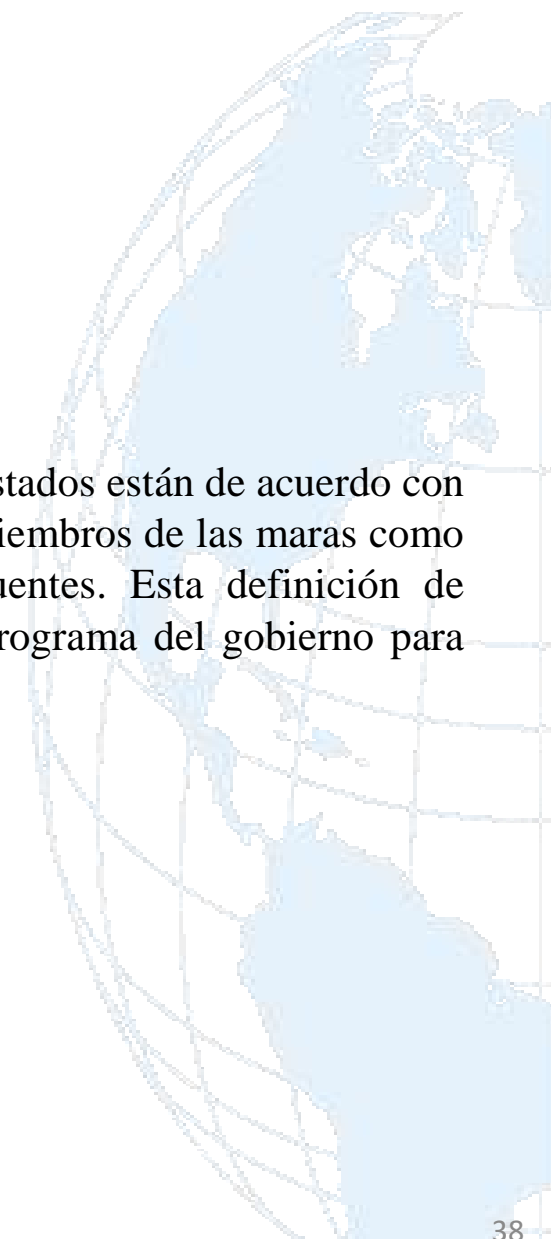 stados están de acuerdo con
iembros de las maras como
uentes. Esta definición de
rograma del gobierno para
38